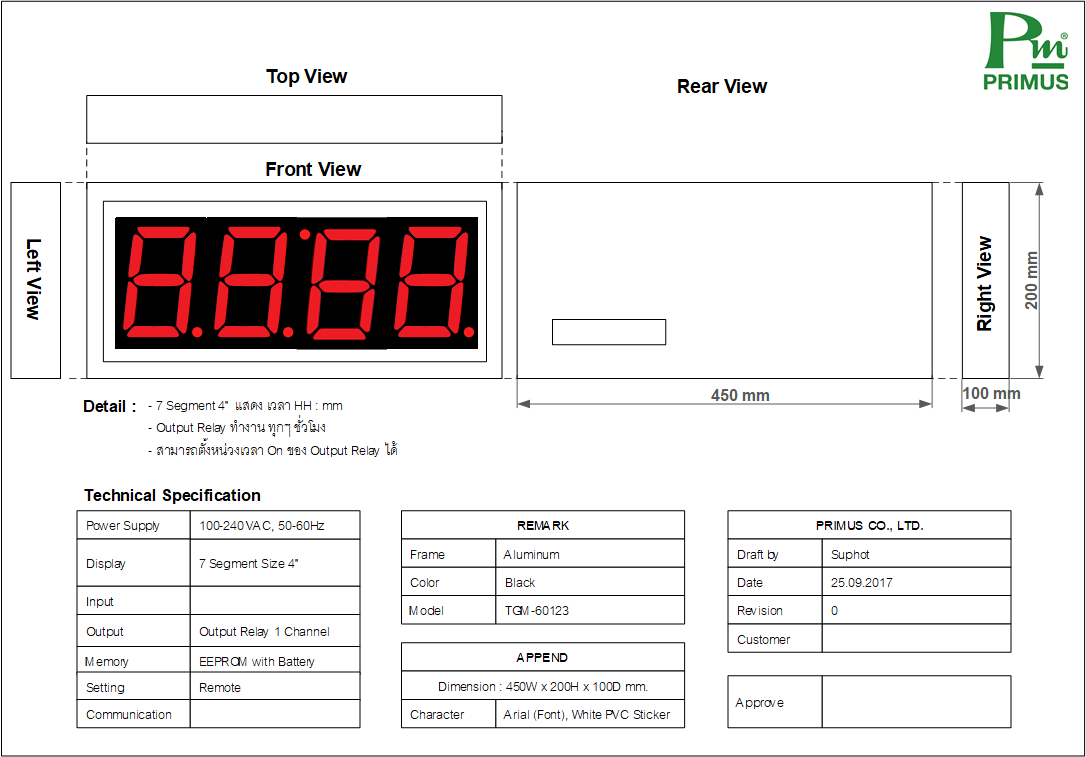 Pm®
PRIMUS
Top View
Rear View
Front View
Left View
8.8.:8 8.
Right View
200 mm
450 mm
100 mm
Detail : - 7 Segment 4" แสดง เวลา HH : mm
- Output Relay ทำงาน ทุกๆ ชั่วโมง
- สามารถตั้งหน่วงเวลา On ของ Output Relay ได้
Technical Specification
Power Supply 100-240VAC, 50-60Hz
Display 7 Segment Size 4"
Input
Output Output Relay 1 Channel
Memory EEPROM with Battery
Setting Remote
Communication
REMARK
Frame Aluminum
Color Black
Model TGM-60123
APPEND
Dimension : 450W x 200H x 100D mm.
Character Arial (Font), White PVC Sticker
PRIMUS CO., LTD.
Draft by Suphot
Date 25.09.2017
Revision 0
Customer
Approve